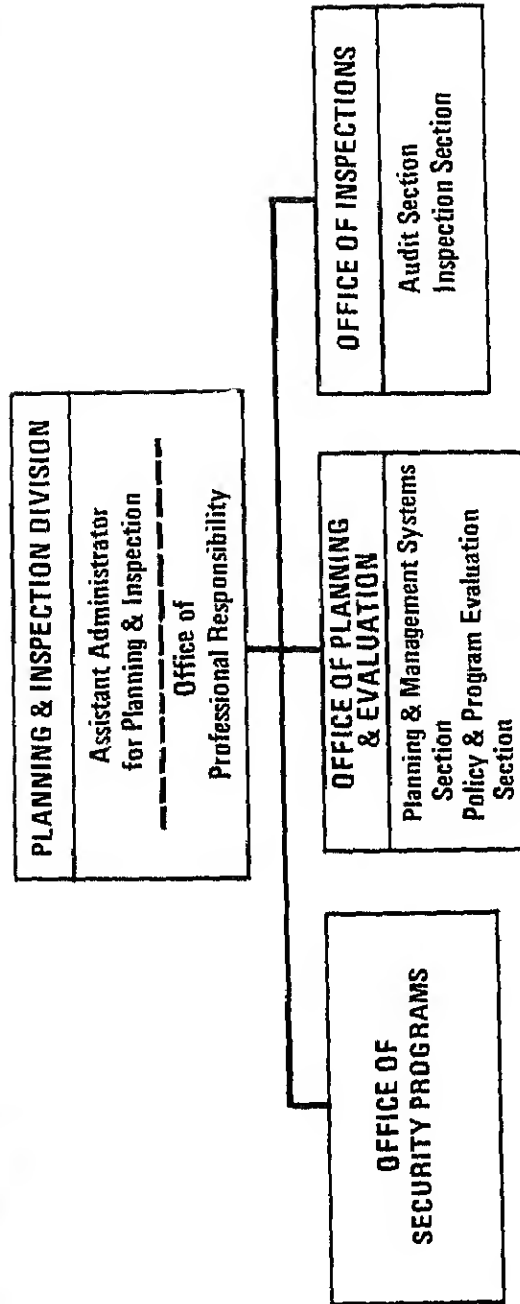 PLANNING & INSPECTION DIVISION
Assistant Administrator
for Planning & Inspection
Office of
Professional Responsibility
OFFICE OF
SECURITY PROGRAMS
OFFICE OF PLANNING
& EVALUATION
Planning & Management Systems
Section
Policy & Program Evaluation
Section
OFFICE OF INSPECTIONS
Audit Section
Inspection Section